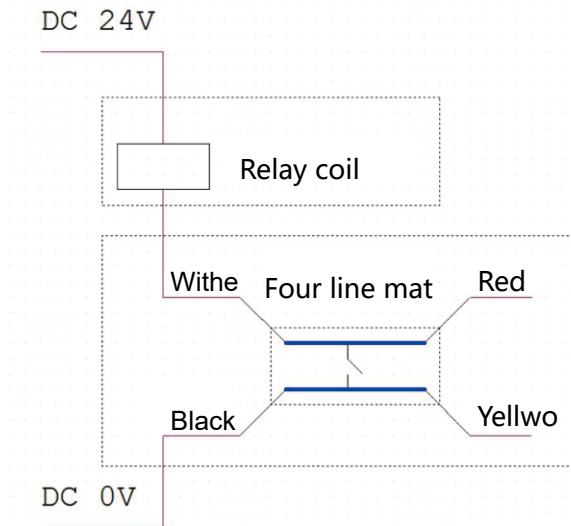 DC 24V
Relay coil
Withe
Four line mat
Red
Black
Yellwo
DC 0V